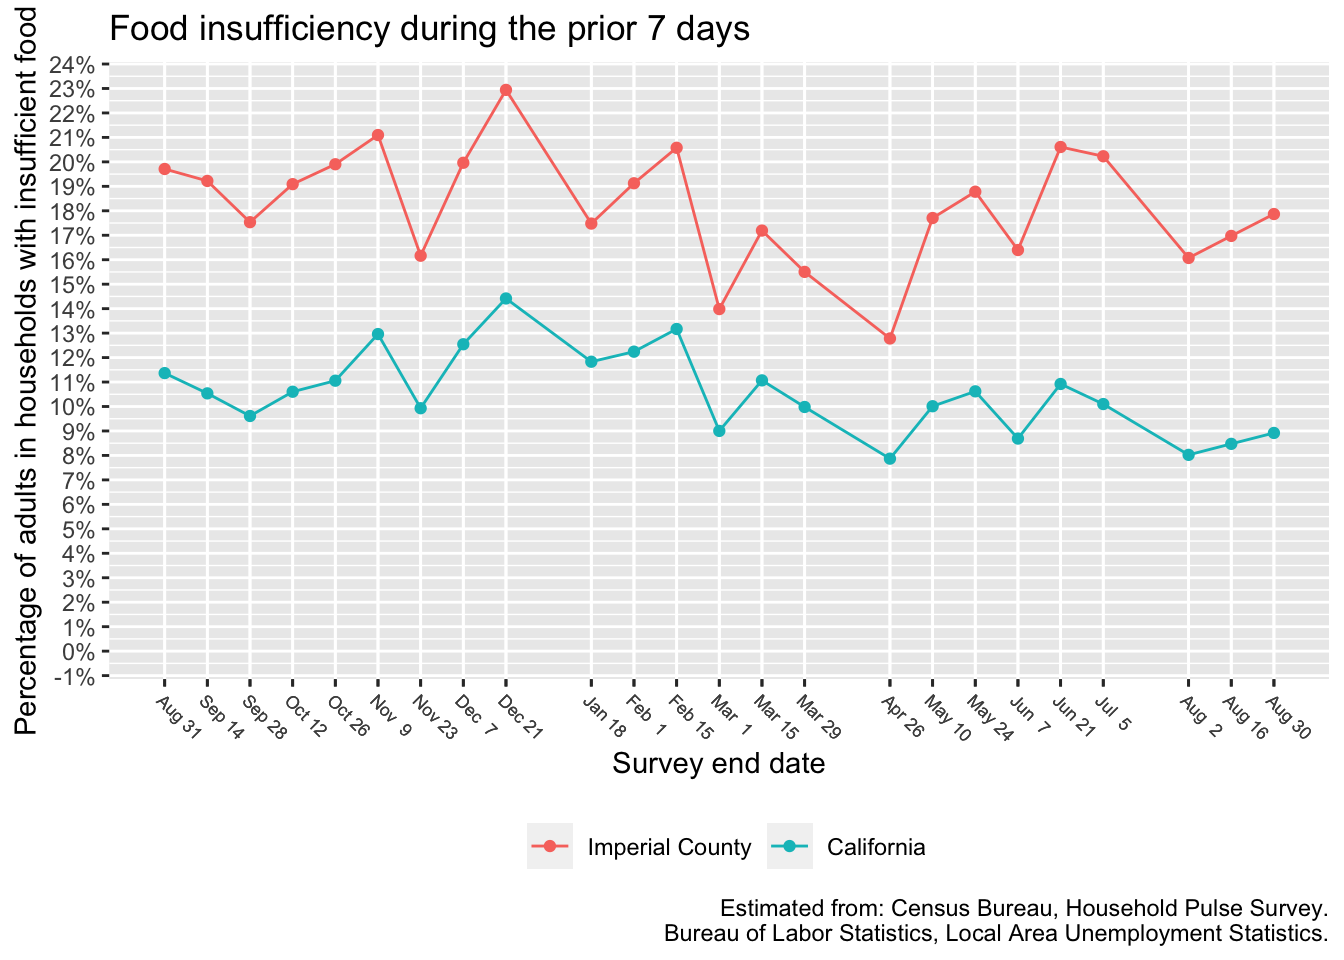 Food insufficiency during the prior 7 days
Percentage of adults in households with insufficient food
24%
23%
22%
21%
20%
19%
18%
17%
16%
15%
14%
13%
12%
11%
10%
9%
8%
7%
6%
5%
4%
3%
2%
1%
0%
-1%
Aug 31
Sep 14
Sep 28
Oct 12
Oct 26
Nov 9
Nov 23
Dec 7
Dec 21
Jan 18
Feb 1
Feb 15
Mar 1
Mar 15
Mar 29
Apr 26
May 10
May 24
Jun 7
Jun 21
Jul 5
Aug 2
Aug 16
Aug 30
Survey end date
Imperial County
California
Estimated from: Census Bureau, Household Pulse Survey.
Bureau of Labor Statistics, Local Area Unemployment Statistics.